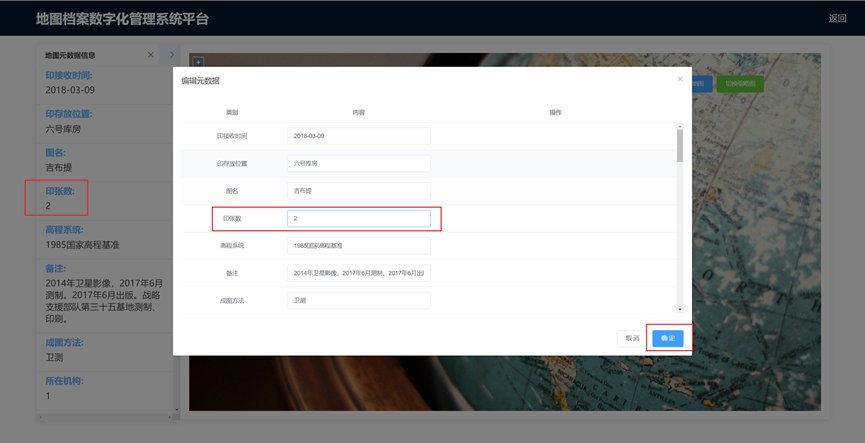 地图档案数字化管理系统平台
返回
地图元数据信息
印接收时间:
2018-03-09
印存放位置:
六号库房
图名:
吉布提
印张数:
2
高程系统:
1985国家高程基准
备注:
2014年卫星影像，2017年6月
测制。2017年6月出版。战略
支援部队第三十五基地测制、
印刷。
成图方法:
卫测
所在机构:
1
编辑元数据
类别 内容 操作
印接收时间 2018-03-09
印存放位置 六号库房
图名 吉布提
印张数 2
高程系统 1985国家高程基准
备注 2014年卫星影像，2017年6月测制。2017年6月出
成图方法 卫测
取消 确定
NICARAGUA